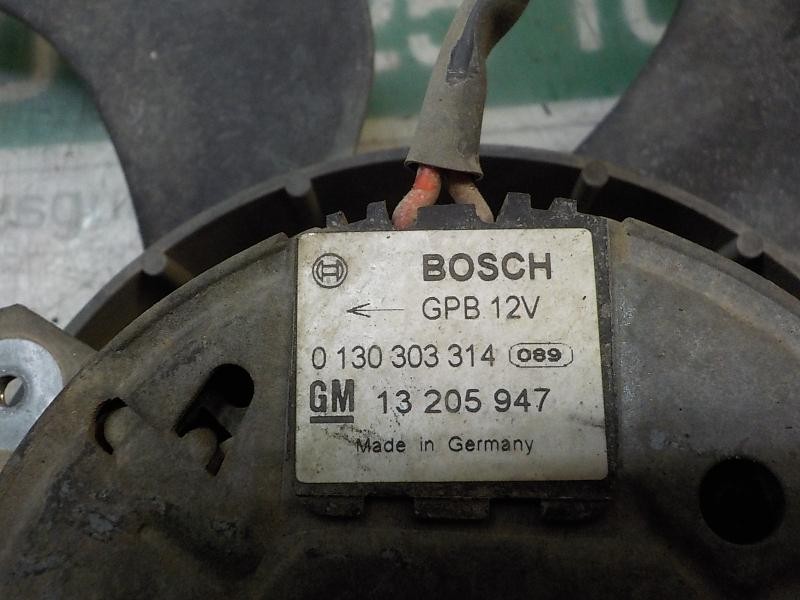 BOSCH
← GPB 12V
0 130 303 314 089
GM 13 205 947
Made in Germany